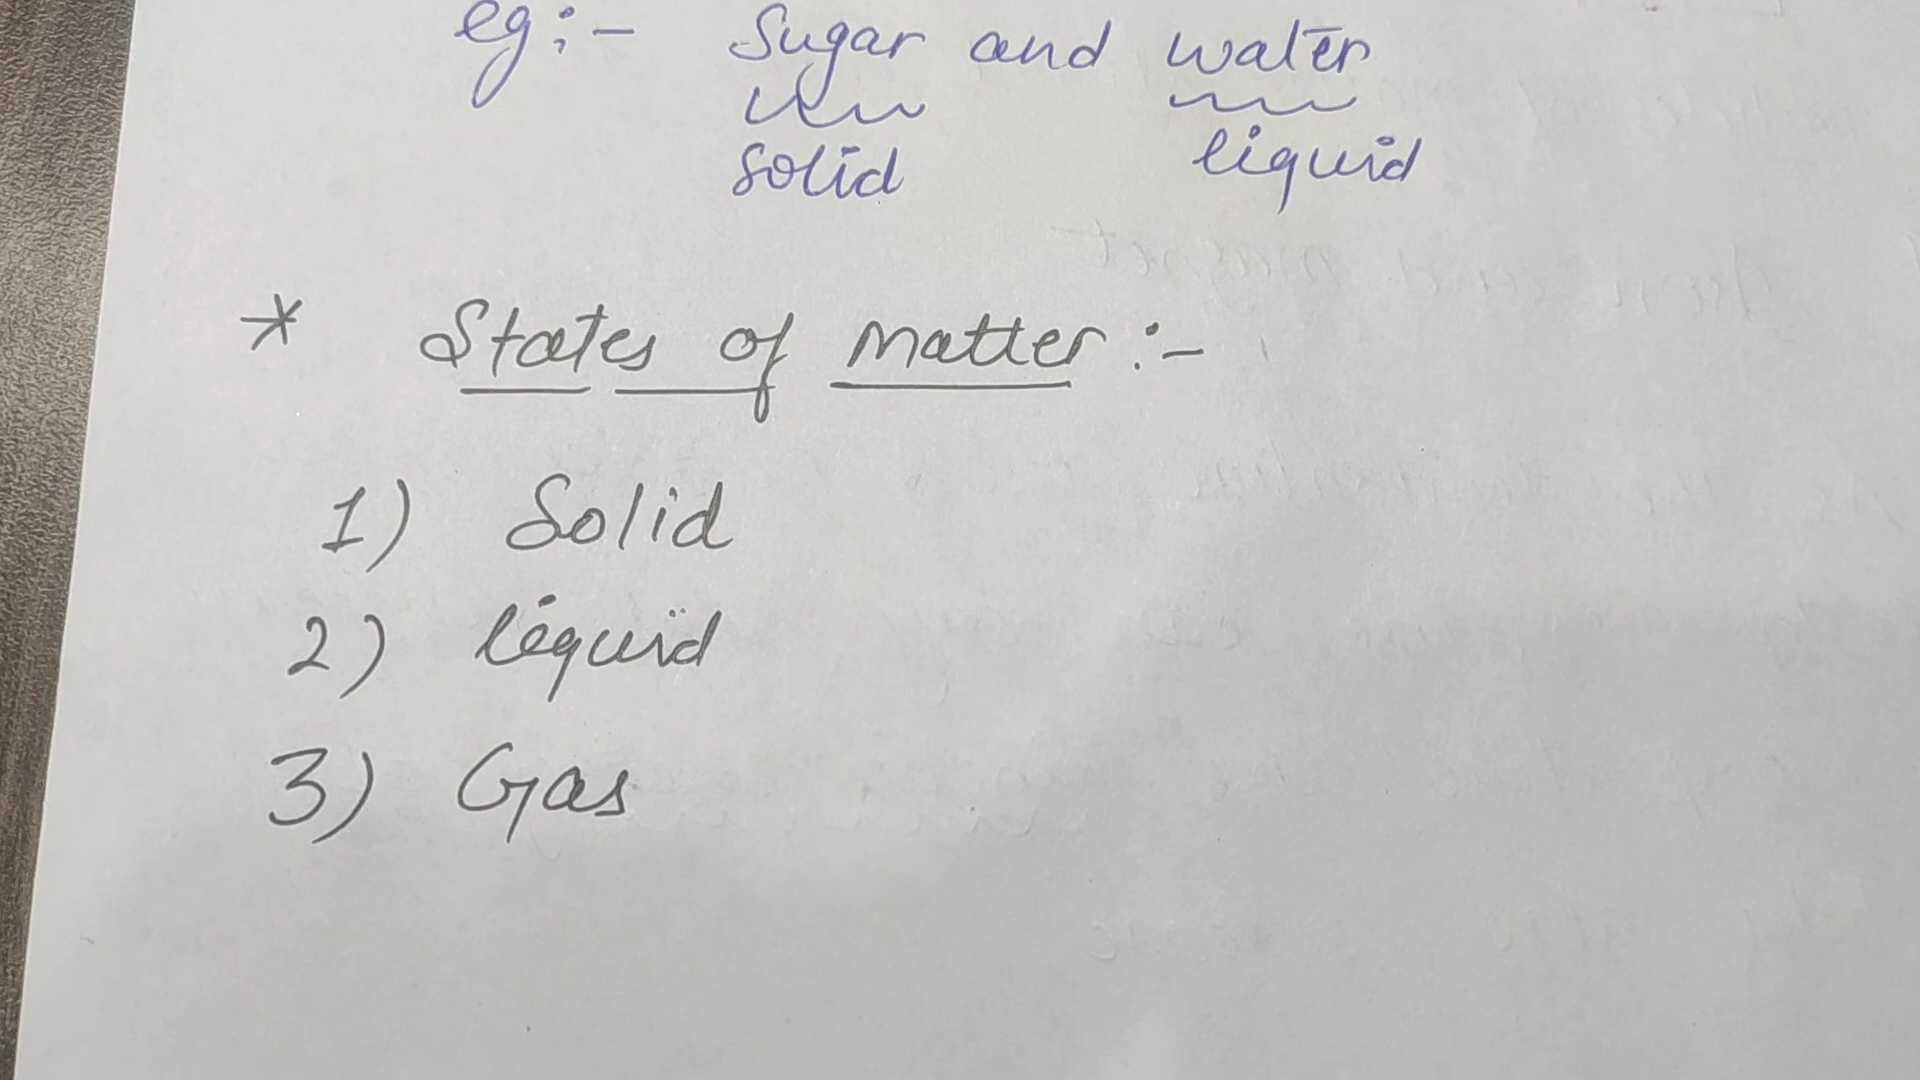 eg:- Sugar and water
solid liquid
* States of matter :-
1) Solid
2) liquid
3) Gas